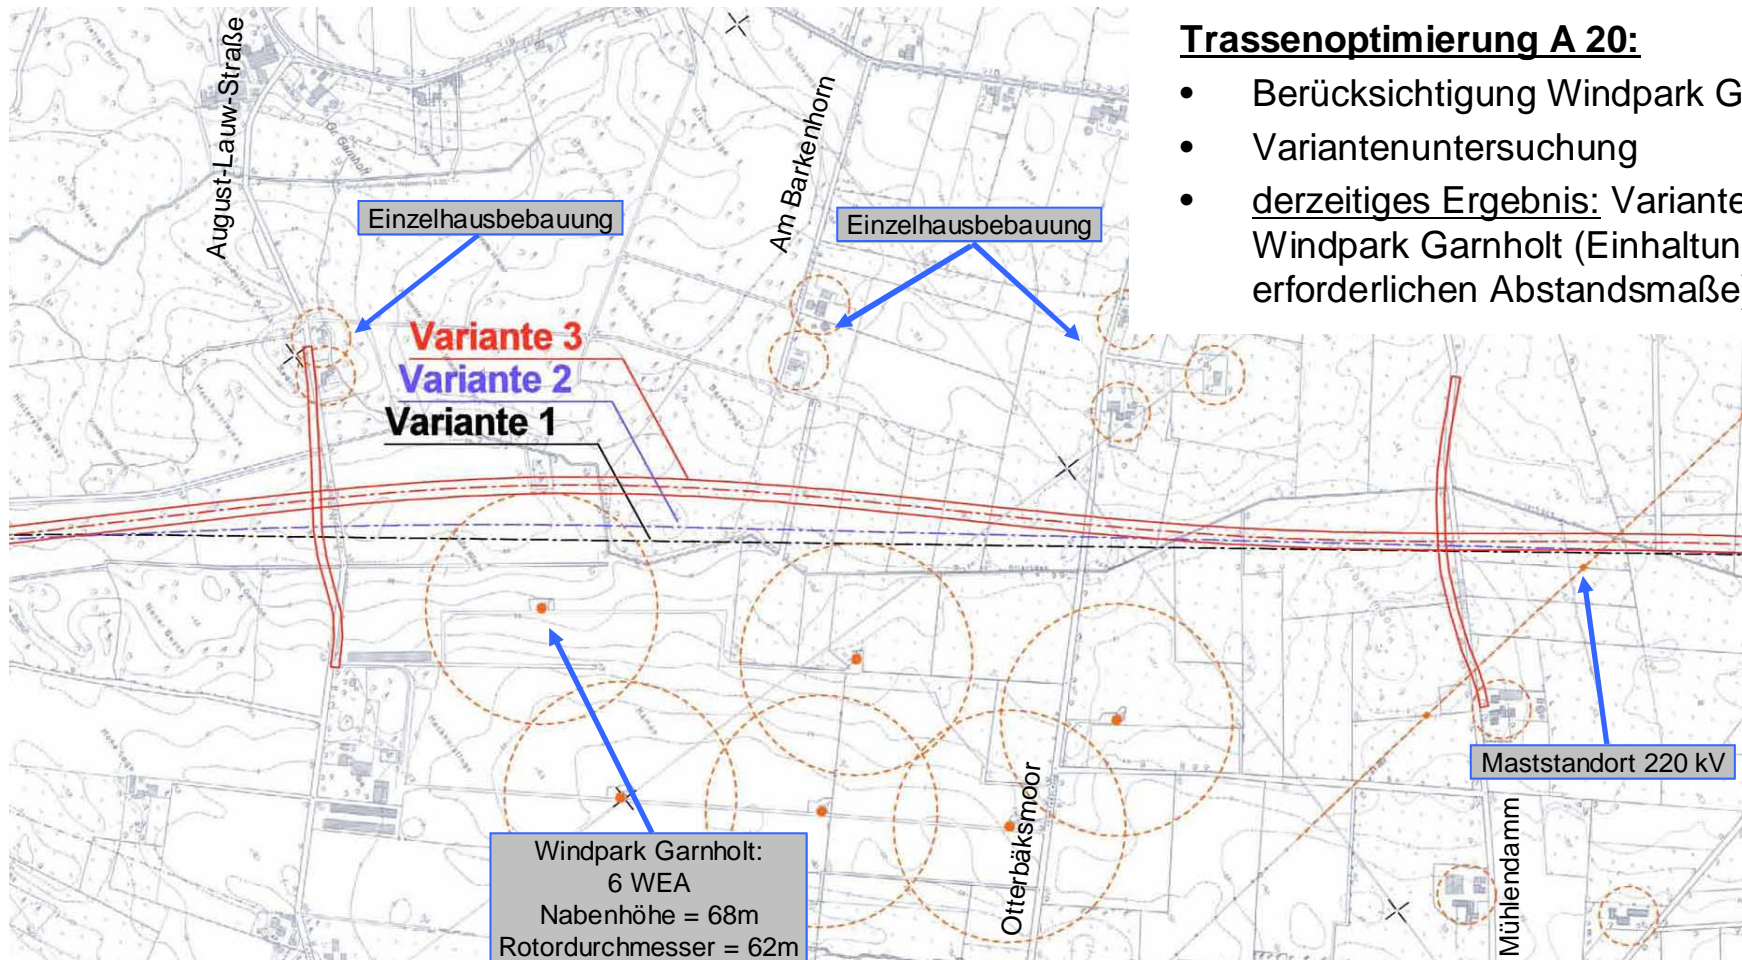 Trassenoptimierung A 20:
• Berücksichtigung Windpark G
• Variantenuntersuchung
• derzeitiges Ergebnis: Variante
Windpark Garnholt (Einhaltun
erforderlichen Abstandsmaße)
August-Lauw-Straße
Am Barkenhorn
Einzelhausbebauung
Einzelhausbebauung
Variante 3
Variante 2
Variante 1
Maststandort 220 kV
Otterbäksmoor
Mühlendamm
Windpark Garnholt:
6 WEA
Nabenhöhe = 68m
Rotordurchmesser = 62m